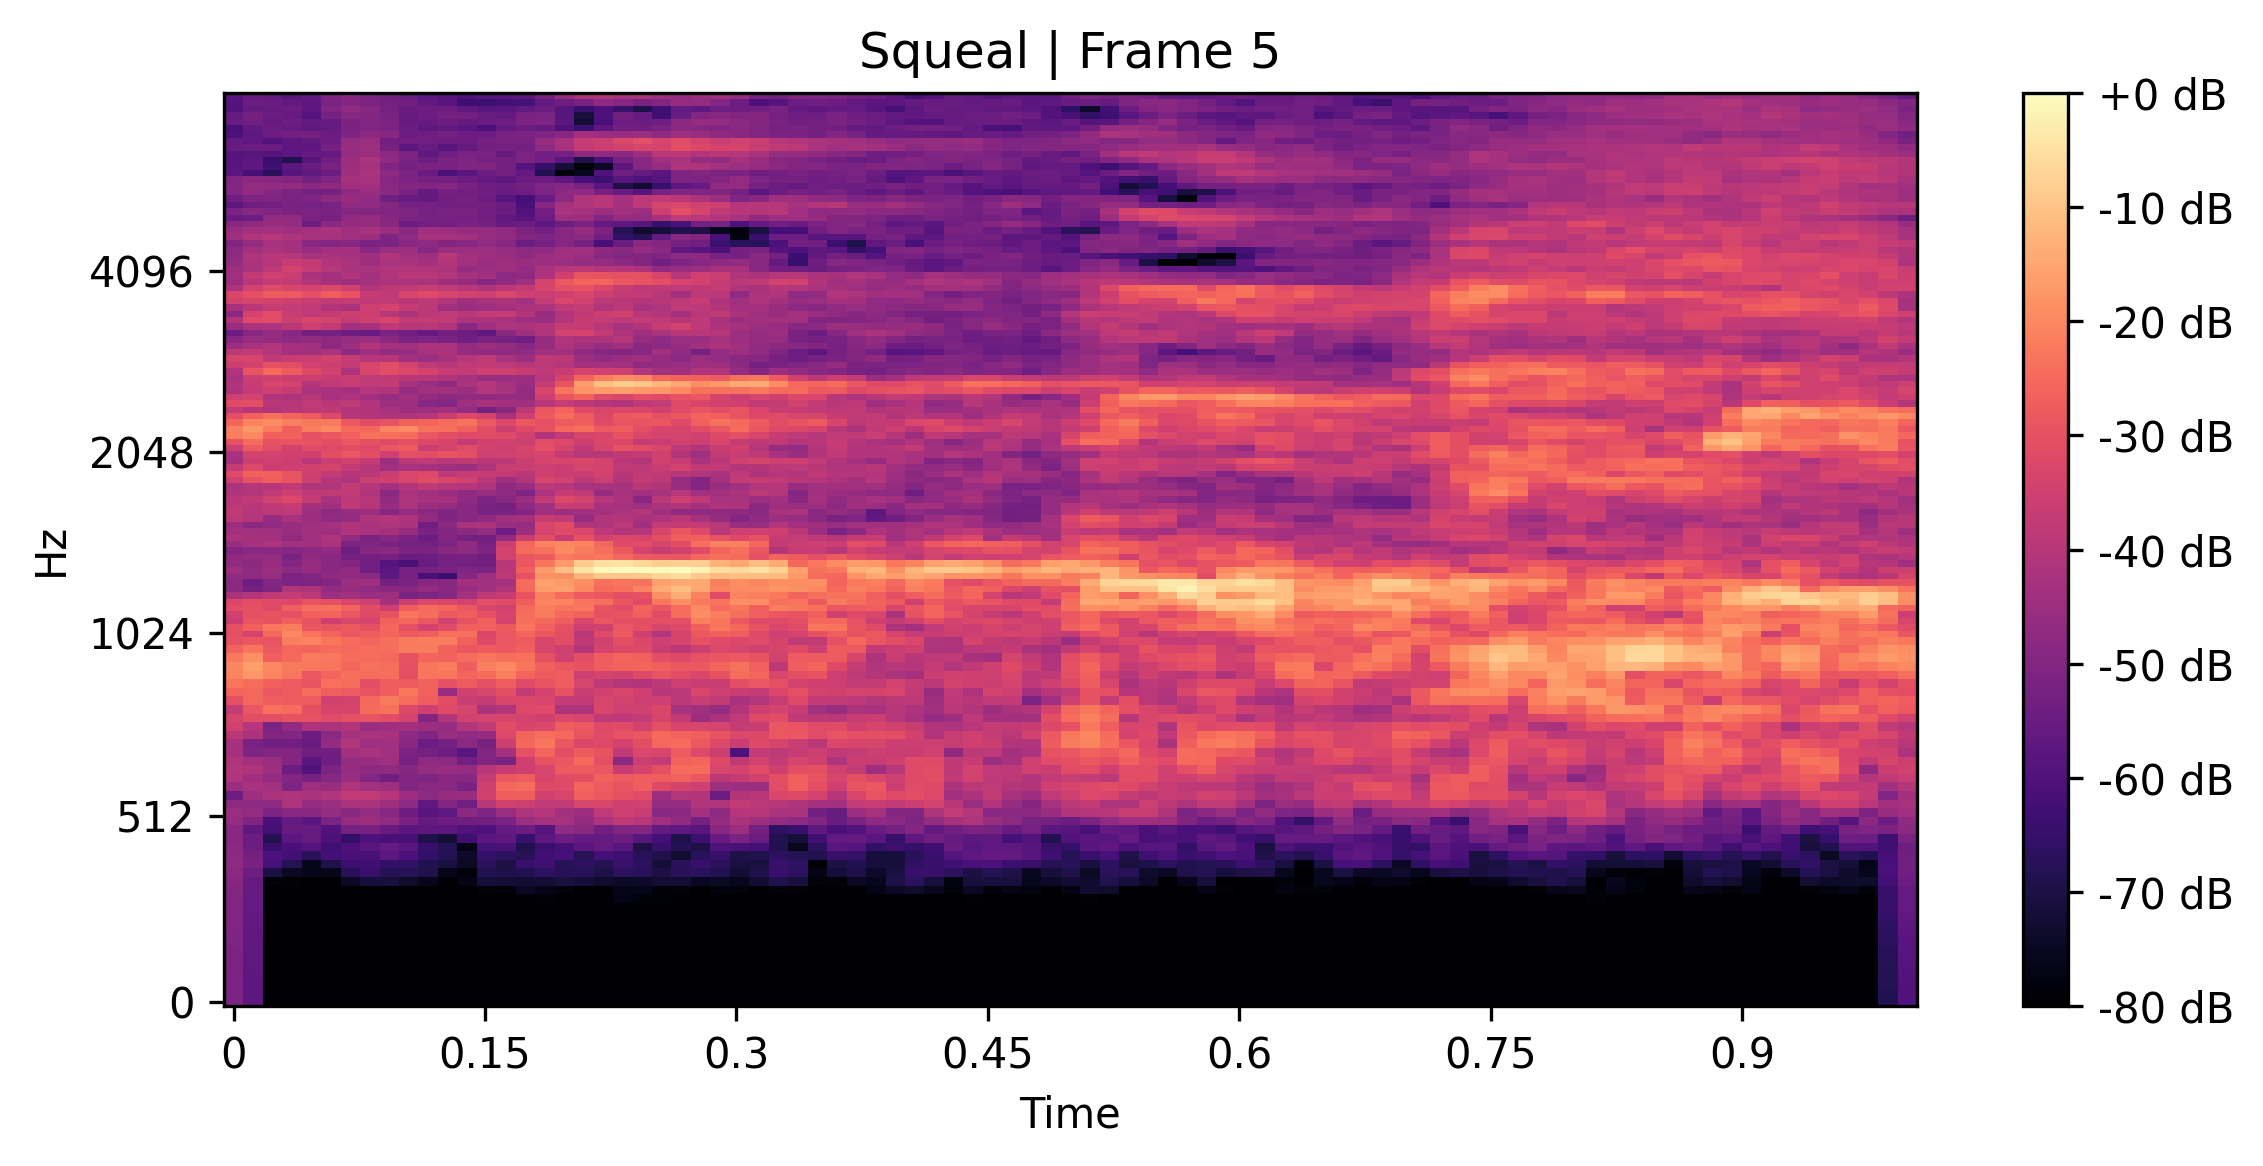 Squeal | Frame 5
Hz
4096
2048
1024
512
0
0 0.15 0.3 0.45 0.6 0.75 0.9
Time
+0 dB
-10 dB
-20 dB
-30 dB
-40 dB
-50 dB
-60 dB
-70 dB
-80 dB